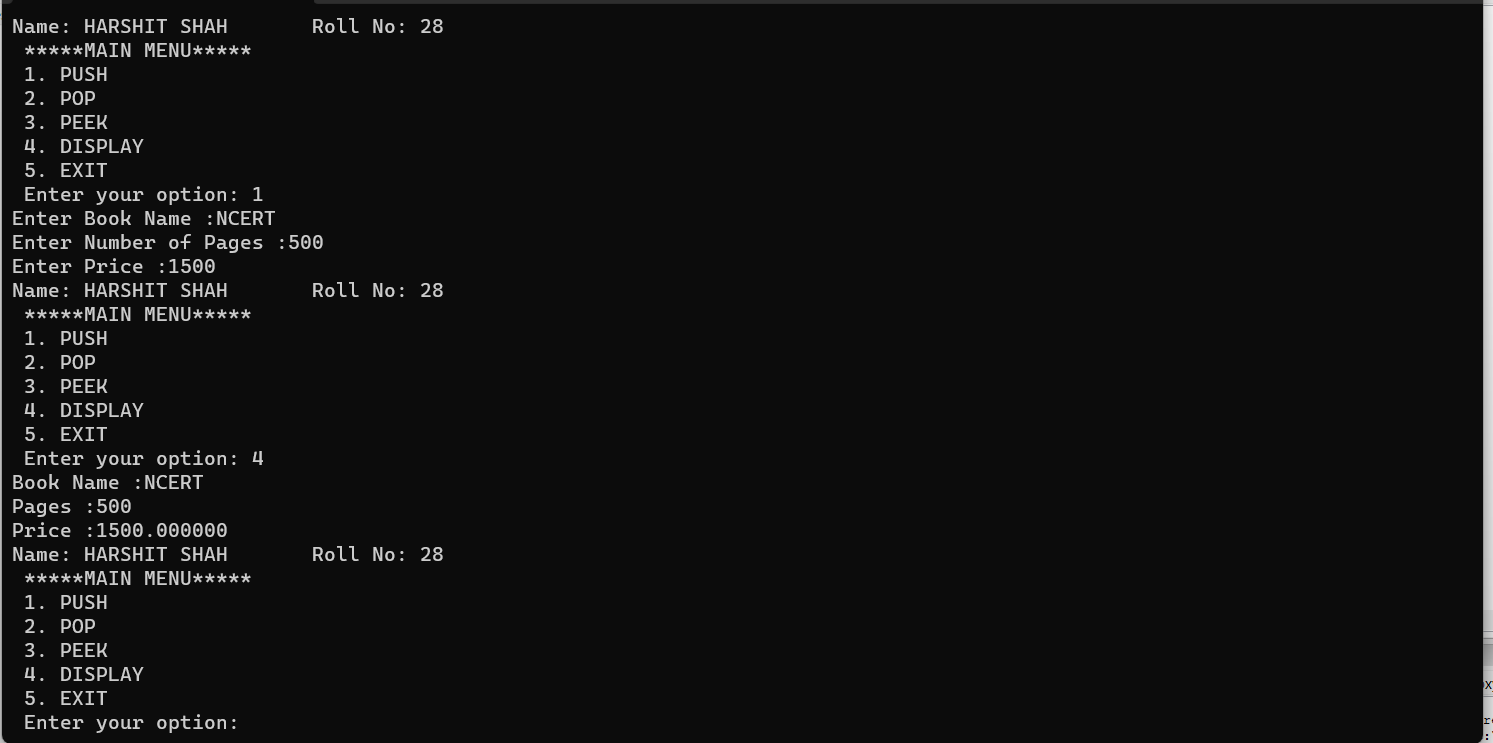 Name: HARSHIT SHAH       Roll No: 28
 *****MAIN MENU*****
 1. PUSH
 2. POP
 3. PEEK
 4. DISPLAY
 5. EXIT
 Enter your option: 1
Enter Book Name :NCERT
Enter Number of Pages :500
Enter Price :1500
Name: HARSHIT SHAH       Roll No: 28
 *****MAIN MENU*****
 1. PUSH
 2. POP
 3. PEEK
 4. DISPLAY
 5. EXIT
 Enter your option: 4
Book Name :NCERT
Pages :500
Price :1500.000000
Name: HARSHIT SHAH       Roll No: 28
 *****MAIN MENU*****
 1. PUSH
 2. POP
 3. PEEK
 4. DISPLAY
 5. EXIT
 Enter your option: